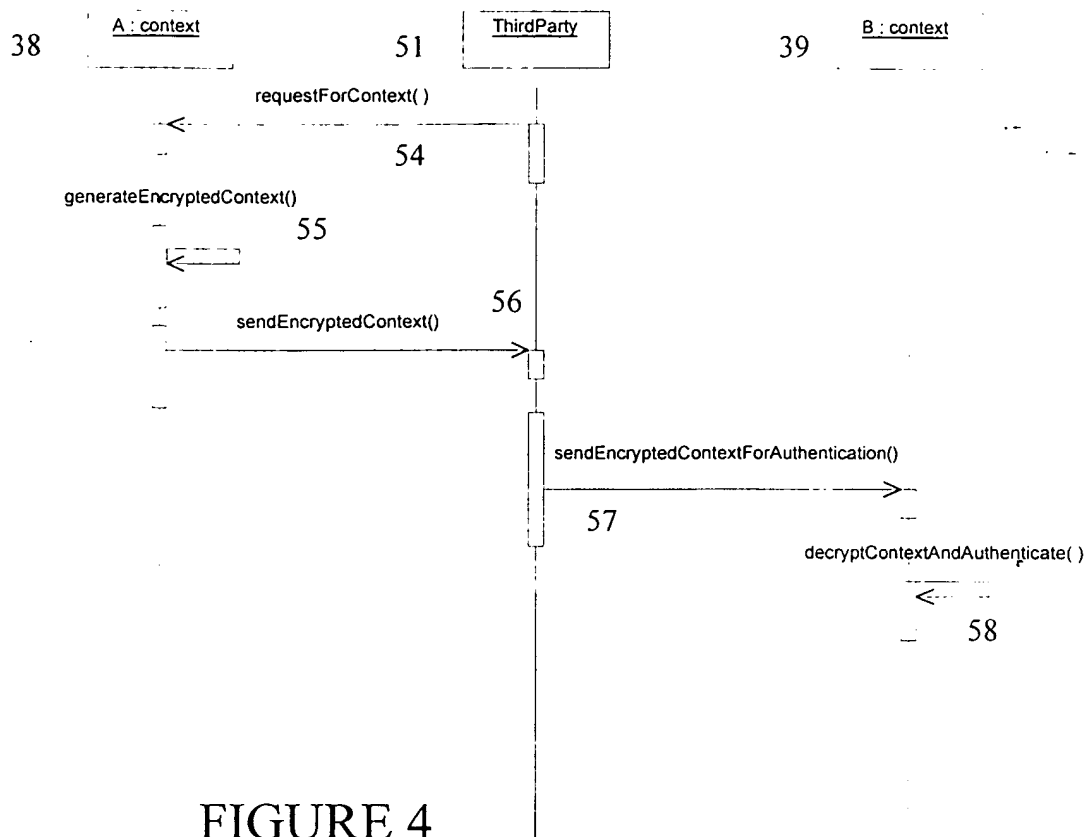 38
A : context
51
ThirdParty
39
B : context
requestForContext( )
54
generateEncryptedContext()
55
56
sendEncryptedContext()
sendEncryptedContextForAuthentication()
57
decryptContextAndAuthenticate( )
58
FIGURE 4